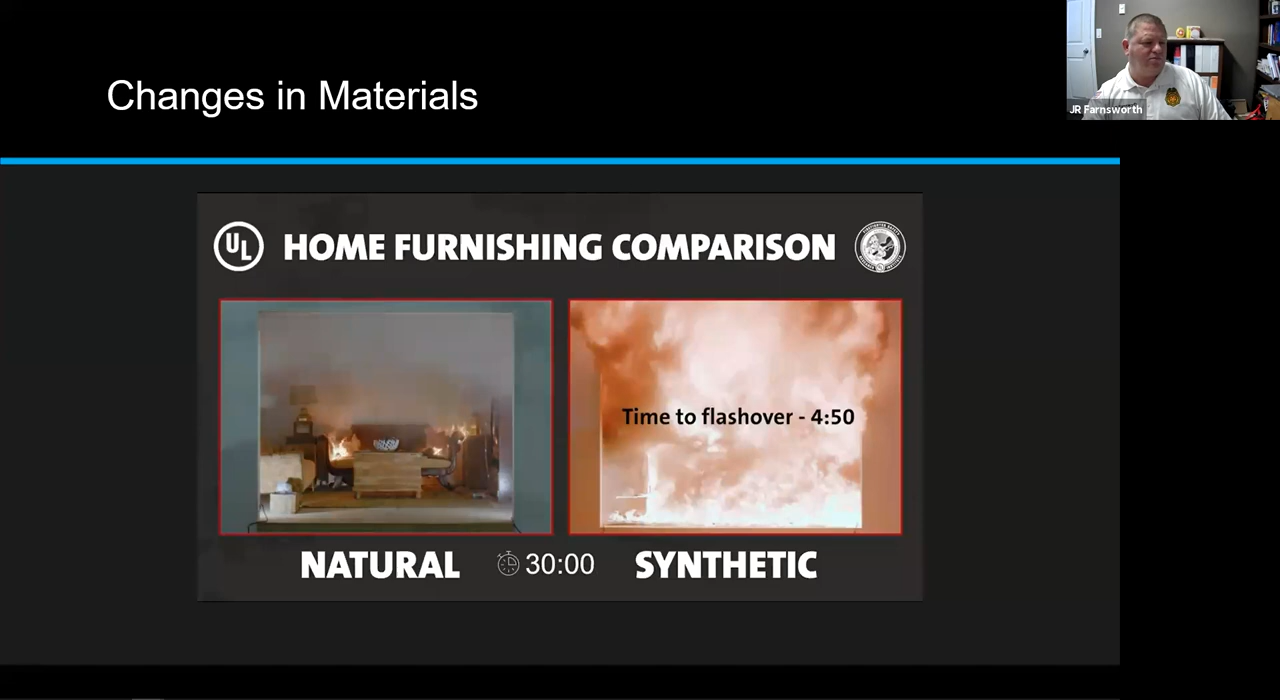 Changes in Materials
JR Farnsworth
UL HOME FURNISHING COMPARISON
Time to flashover - 4:50
NATURAL 30:00 SYNTHETIC